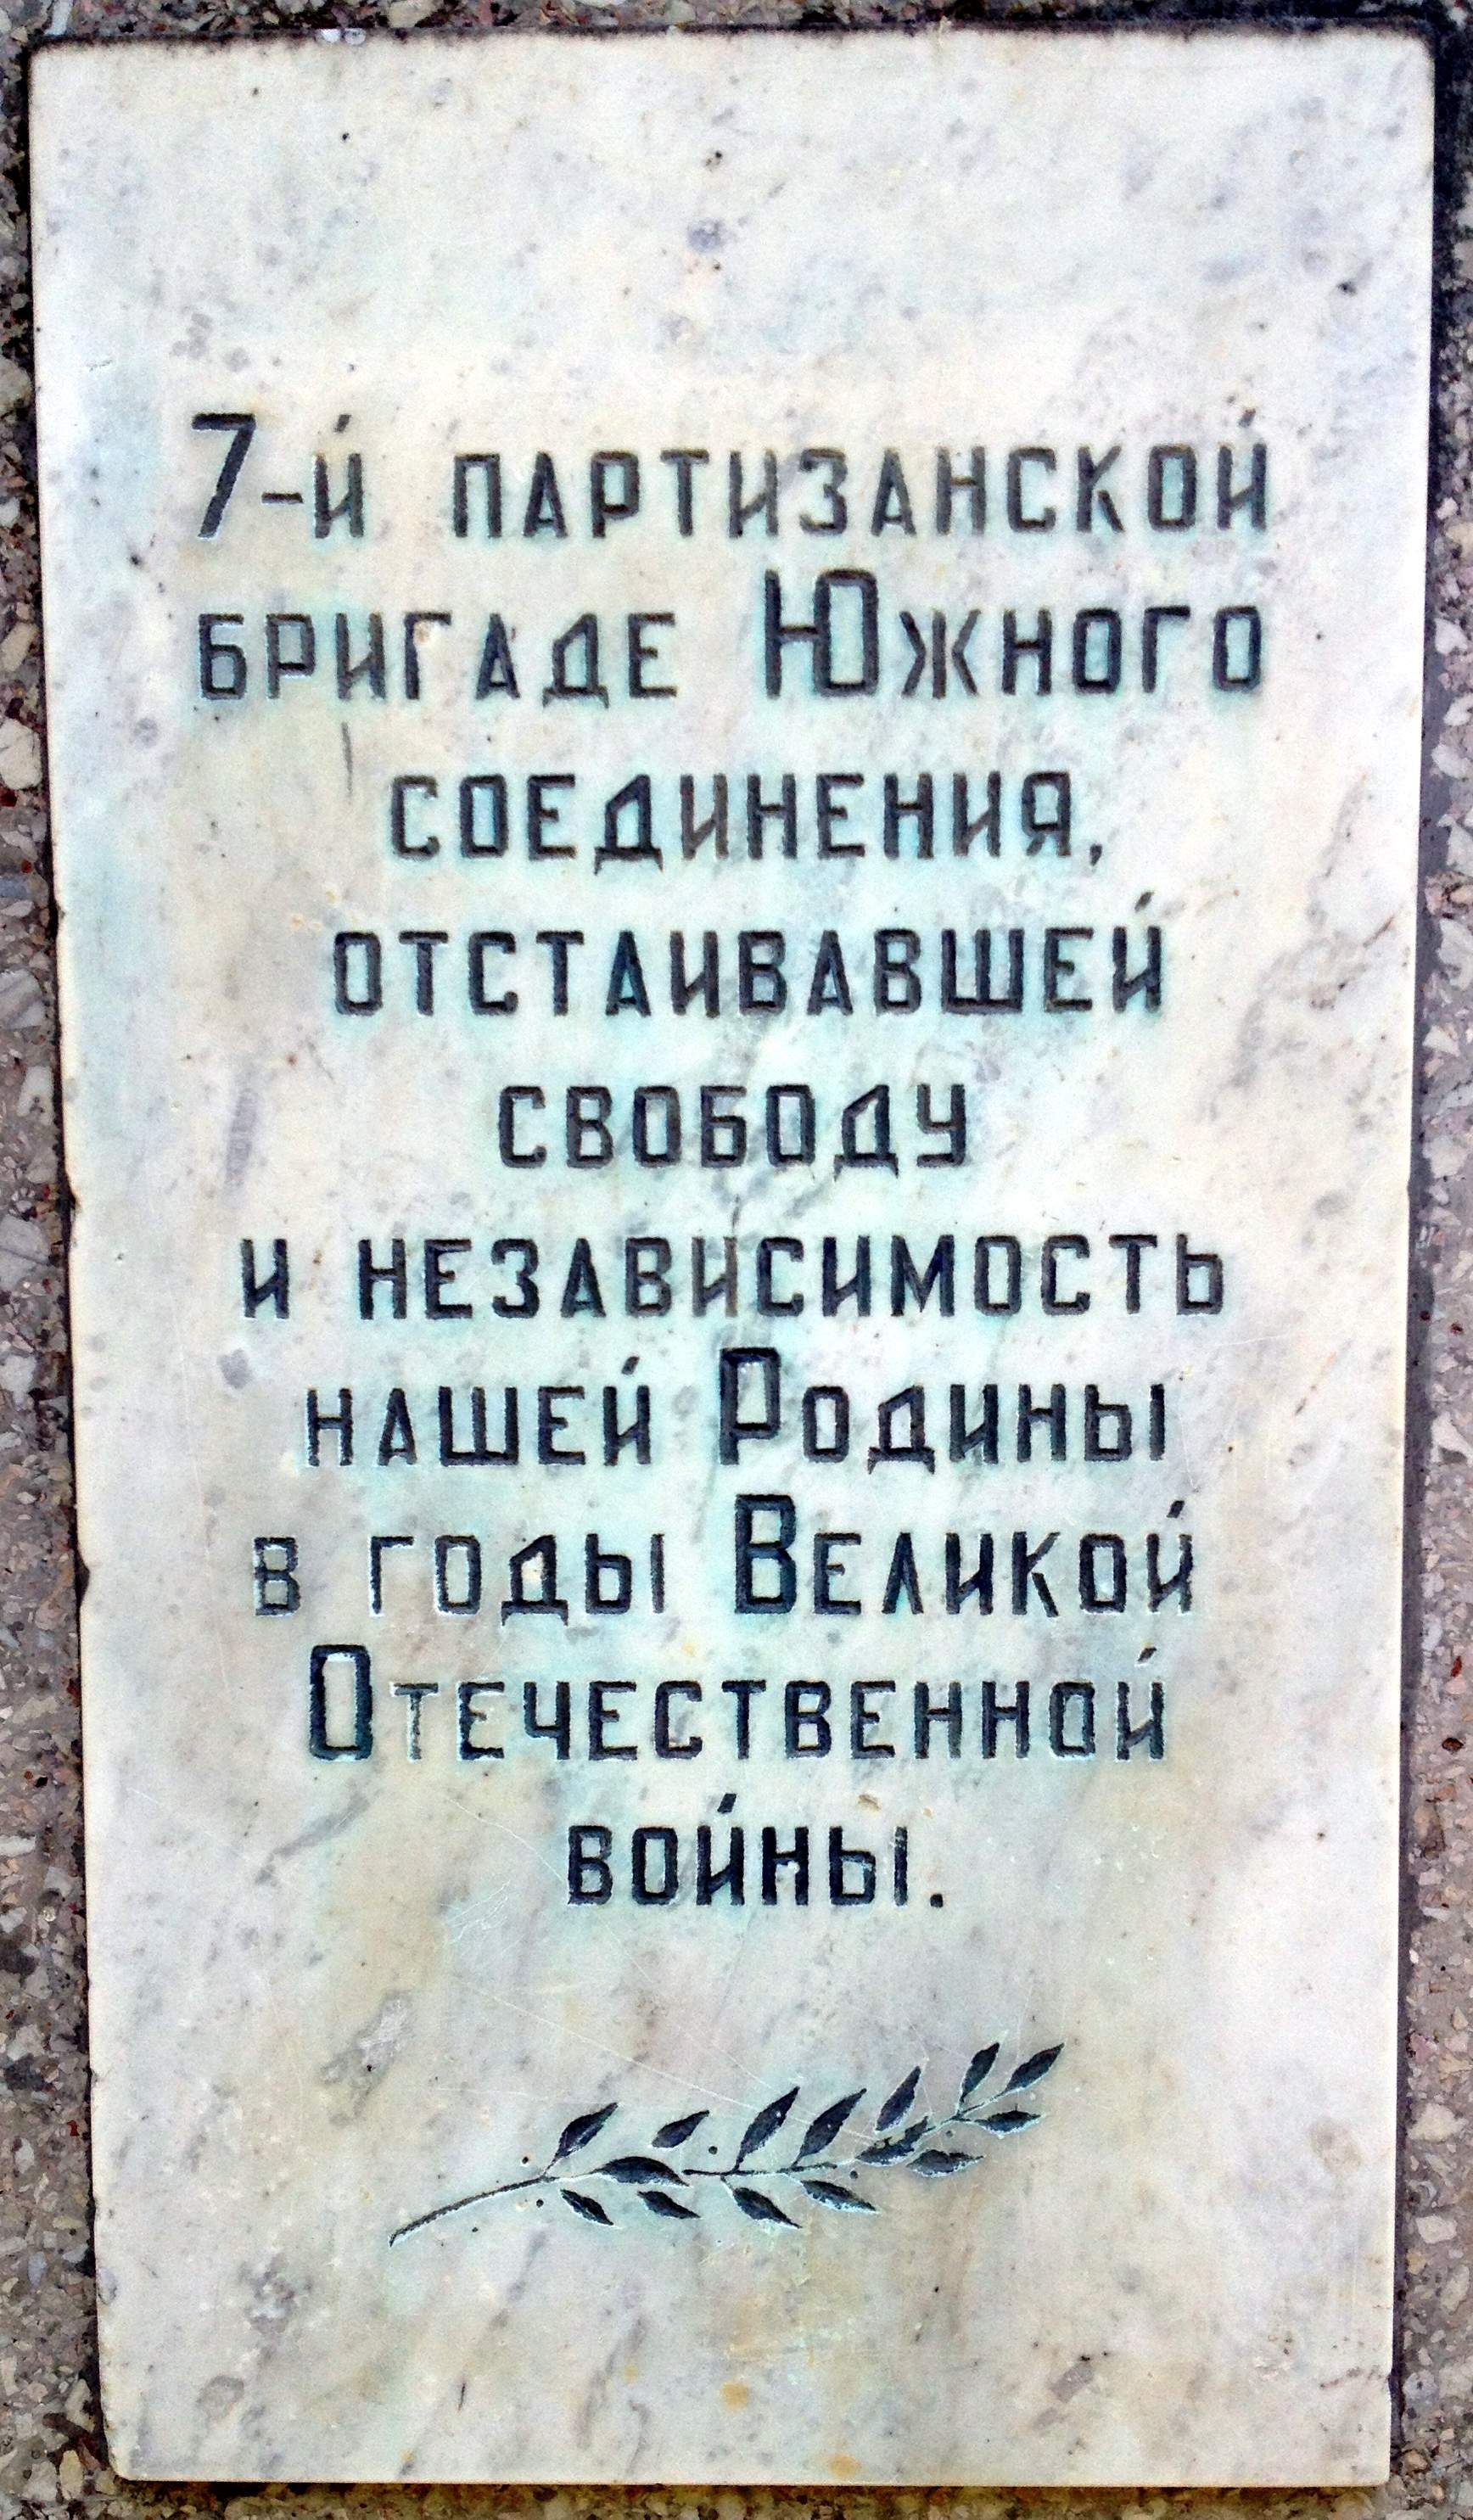 7-й партизанской
бригаде Южного
соединения,
отстаивавшей
свободу
и независимость
нашей Родины
в годы Великой
Отечественной
войны.